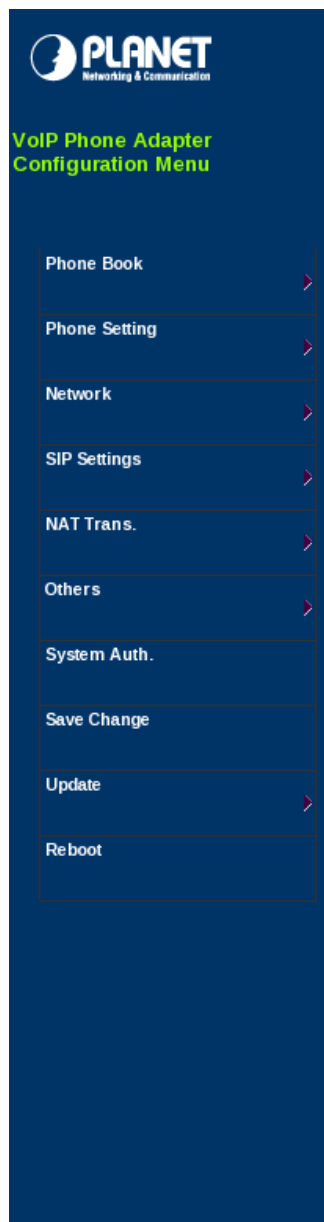 PLANET
Networking & Communication
VoIP Phone Adapter
Configuration Menu
Phone Book
Phone Setting
Network
SIP Settings
NAT Trans.
Others
System Auth.
Save Change
Update
Reboot